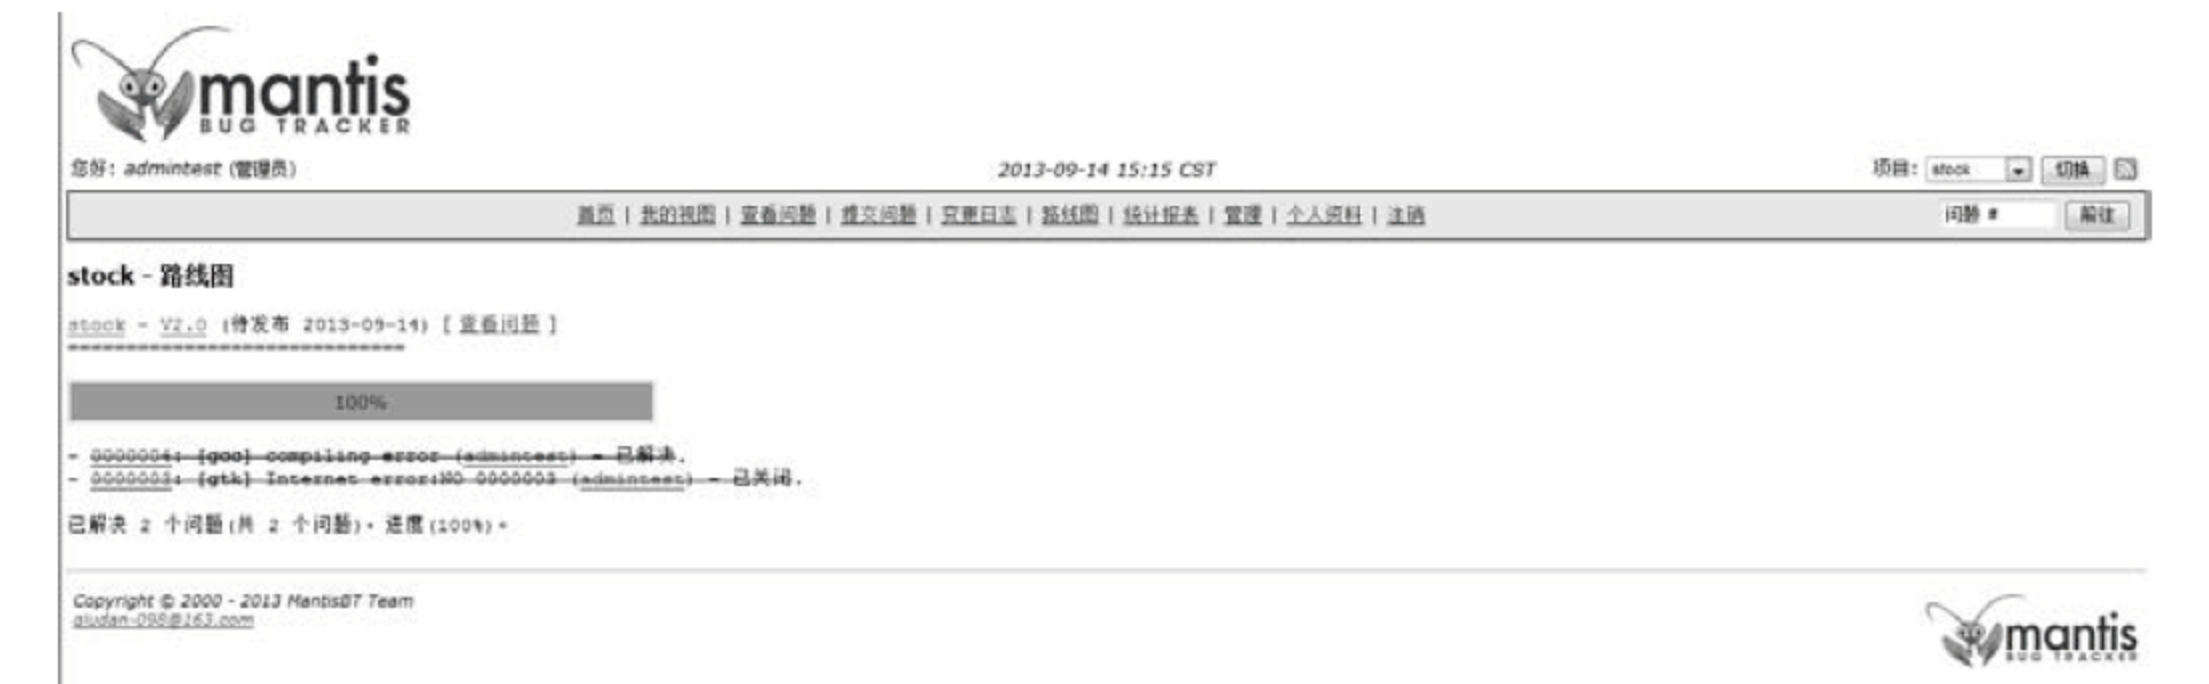 mantis
BUG TRACKER
您好: admintest (管理员)
2013-09-14 15:15 CST
项目: stock 切换
首页 | 我的视图 | 查看问题 | 提交问题 | 变更日志 | 路线图 | 统计报表 | 管理 | 个人资料 | 注销
问题 # 前往
stock - 路线图
stock - V2.0 (待发布 2013-09-14) [ 查看问题 ]
==============================
100%
- 0000004: [goo] compiling error (admintest) - 已解决.
- 0000003: [gtk] Internet error:NO 0000003 (admintest) - 已关闭.
已解决 2 个问题(共 2 个问题)。进度(100%)。
Copyright © 2000 - 2013 MantisBT Team
qiudan-098@163.com
mantis
BUG TRACKER